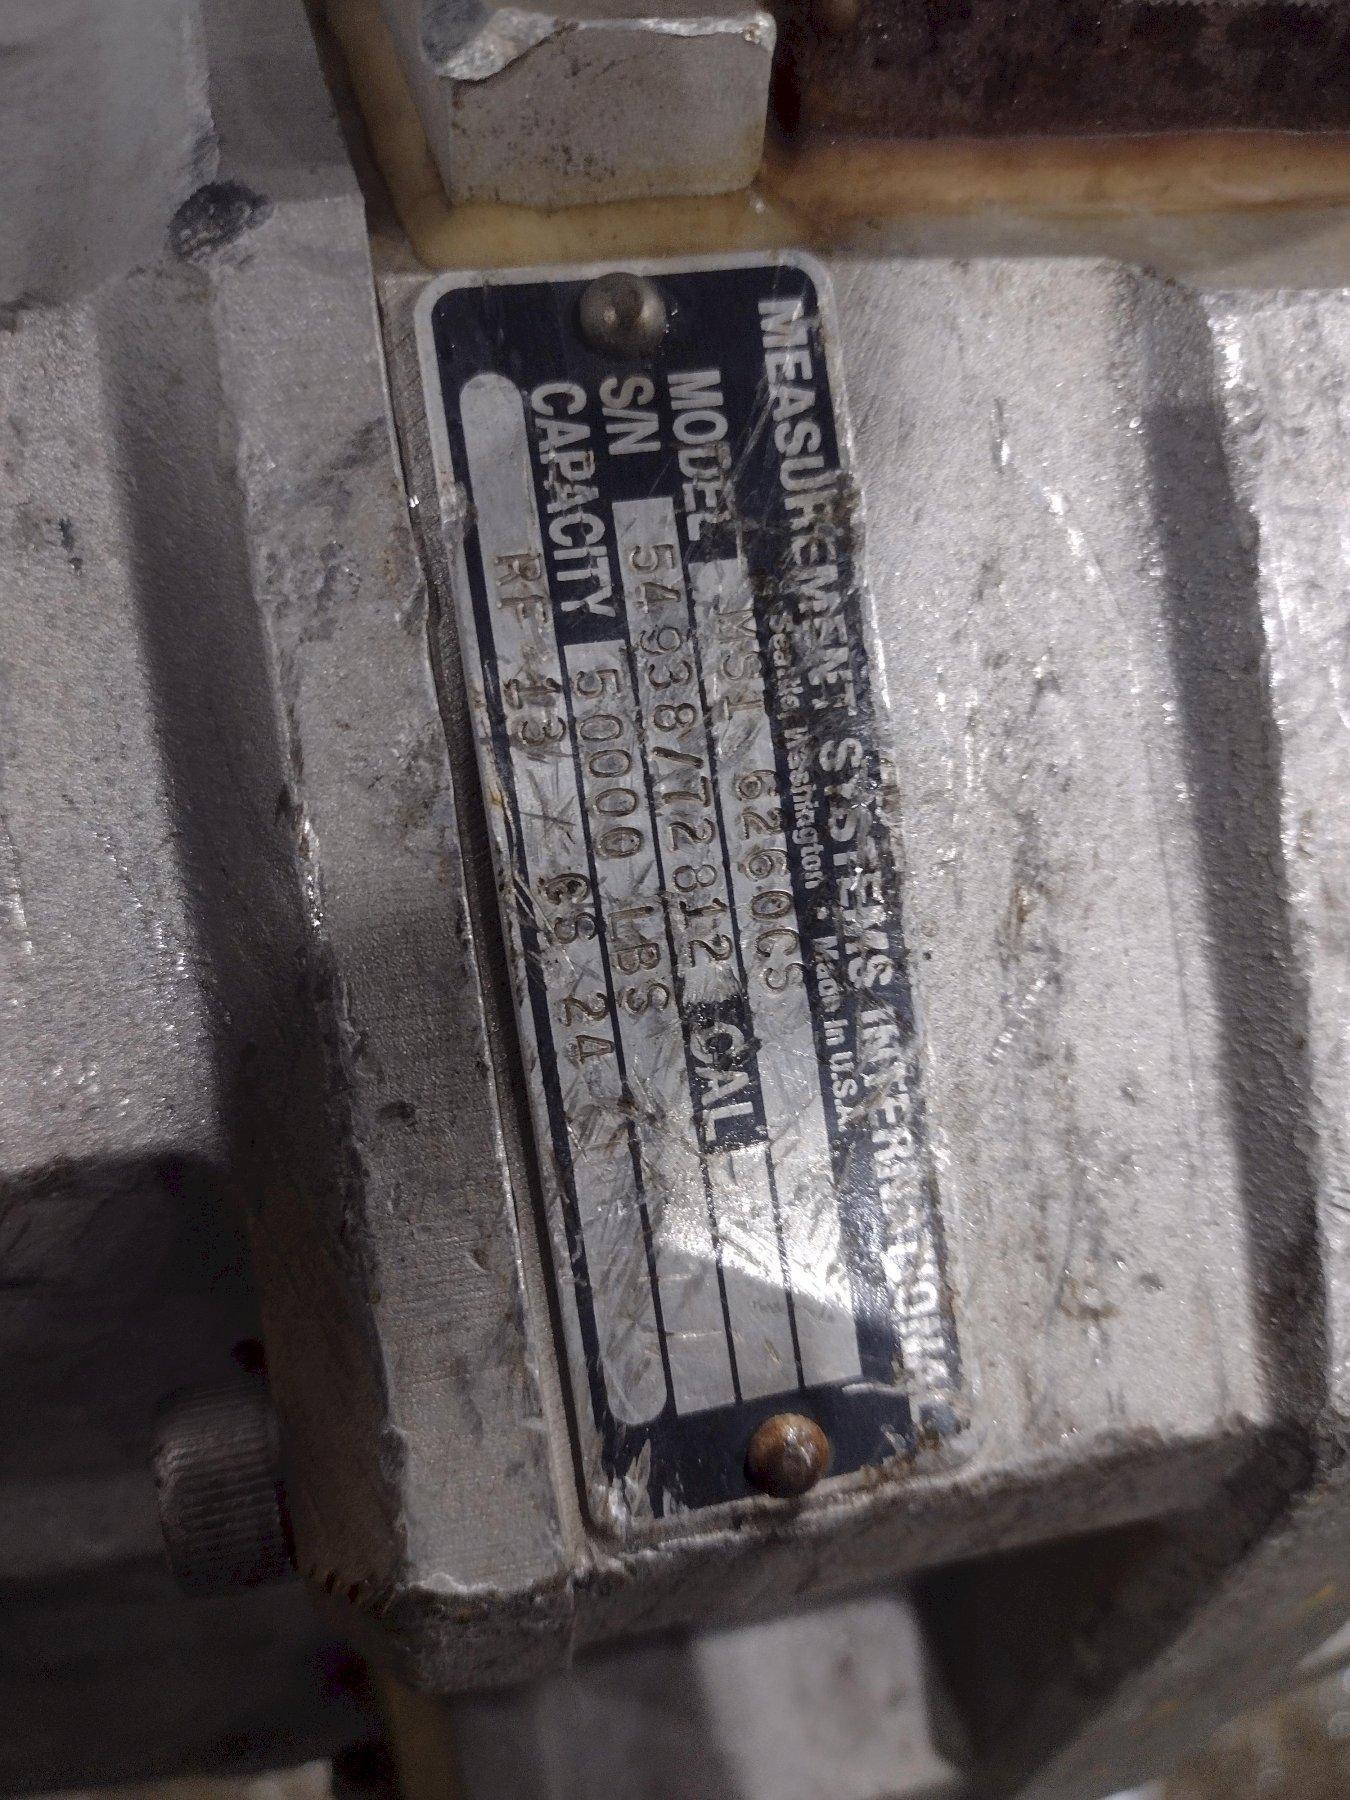 MEASUREMENT SYSTEMS INTERNATIONAL
Seattle, Washington • Made in U.S.A.
MODEL MSI 6260CS
S/N 54938/72812 CAL
CAPACITY 50000 LBS
RF 13 CS 24